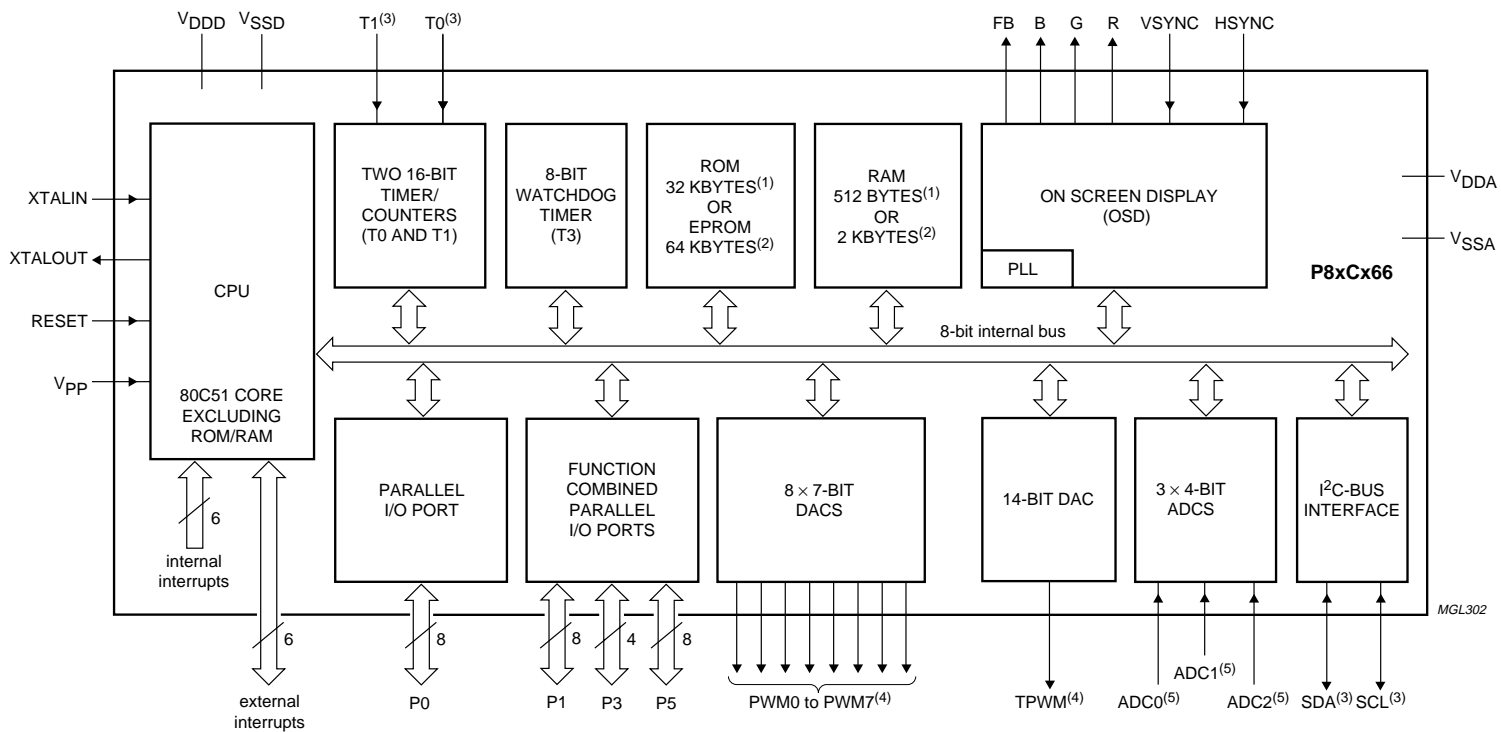 V_DDD V_SSD T1(3) T0(3) FB B G R VSYNC HSYNC
XTALIN
XTALOUT
RESET
V_PP
CPU
80C51 CORE
EXCLUDING
ROM/RAM
TWO 16-BIT
TIMER/
COUNTERS
(T0 AND T1)
8-BIT
WATCHDOG
TIMER
(T3)
ROM
32 KBYTES(1)
OR
EPROM
64 KBYTES(2)
RAM
512 BYTES(1)
OR
2 KBYTES(2)
ON SCREEN DISPLAY
(OSD)
PLL
V_DDA
V_SSA
P8xCx66
8-bit internal bus
PARALLEL
I/O PORT
FUNCTION
COMBINED
PARALLEL
I/O PORTS
8 × 7-BIT
DACS
14-BIT DAC
3 × 4-BIT
ADCS
I²C-BUS
INTERFACE
6
internal
interrupts
6
external
interrupts
8
P0
8
P1
4
P3
8
P5
PWM0 to PWM7(4)
TPWM(4)
ADC0(5)
ADC1(5)
ADC2(5)
SDA(3) SCL(3)
MGL302